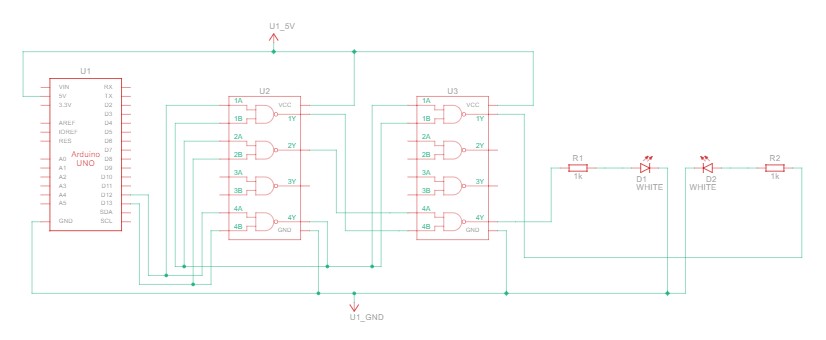 U1_5V
U1
VIN
5V
3.3V
AREF
IOREF
RES
A0
A1
A2
A3
A4
A5
GND
RX
TX
D2
D3
D4
D5
D6
D7
D8
D9
D10
D11
D12
D13
SDA
SCL
Arduino
UNO
U2
1A
1B
2A
2B
3A
3B
4A
4B
VCC
1Y
2Y
3Y
4Y
GND
U3
1A
1B
2A
2B
3A
3B
4A
4B
VCC
1Y
2Y
3Y
4Y
GND
R1
1k
D1
WHITE
D2
WHITE
R2
1k
U1_GND